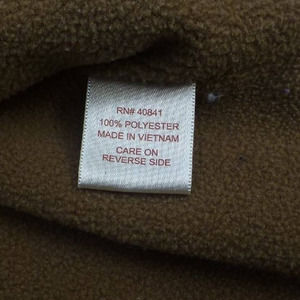 RN# 40841
100% POLYESTER
MADE IN VIETNAM
CARE ON
REVERSE SIDE